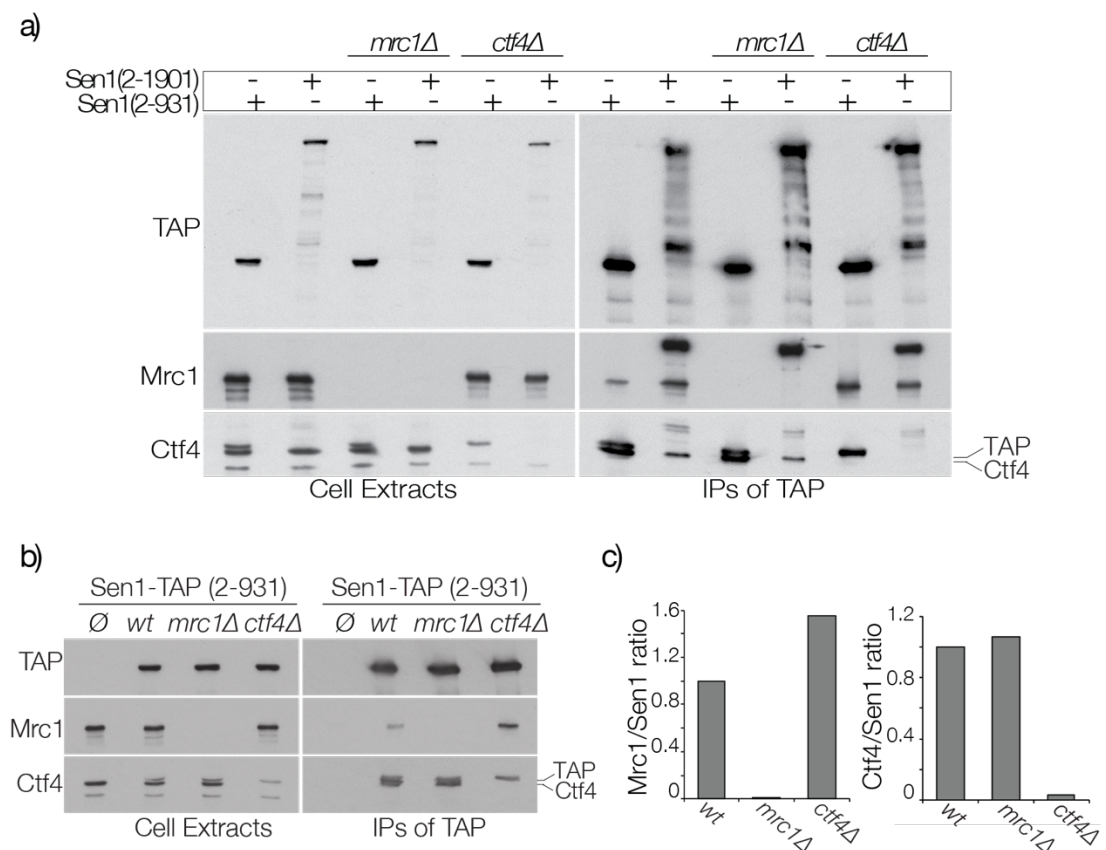 a)
mrc1Δ ctf4Δ mrc1Δ ctf4Δ
Sen1(2-1901) - + - + - + - + - + - +
Sen1(2-931) + - + - + - + - + - + -
TAP
Mrc1
Ctf4
TAP
Ctf4
Cell Extracts IPs of TAP
b)
Sen1-TAP (2-931) Sen1-TAP (2-931)
Ø wt mrc1Δ ctf4Δ Ø wt mrc1Δ ctf4Δ
TAP
Mrc1
Ctf4
TAP
Ctf4
Cell Extracts IPs of TAP
c)
Mrc1/Sen1 ratio
1.6
1.2
0.8
0.4
0
wt mrc1Δ ctf4Δ
Ctf4/Sen1 ratio
1.2
0.8
0.4
0
wt mrc1Δ ctf4Δ